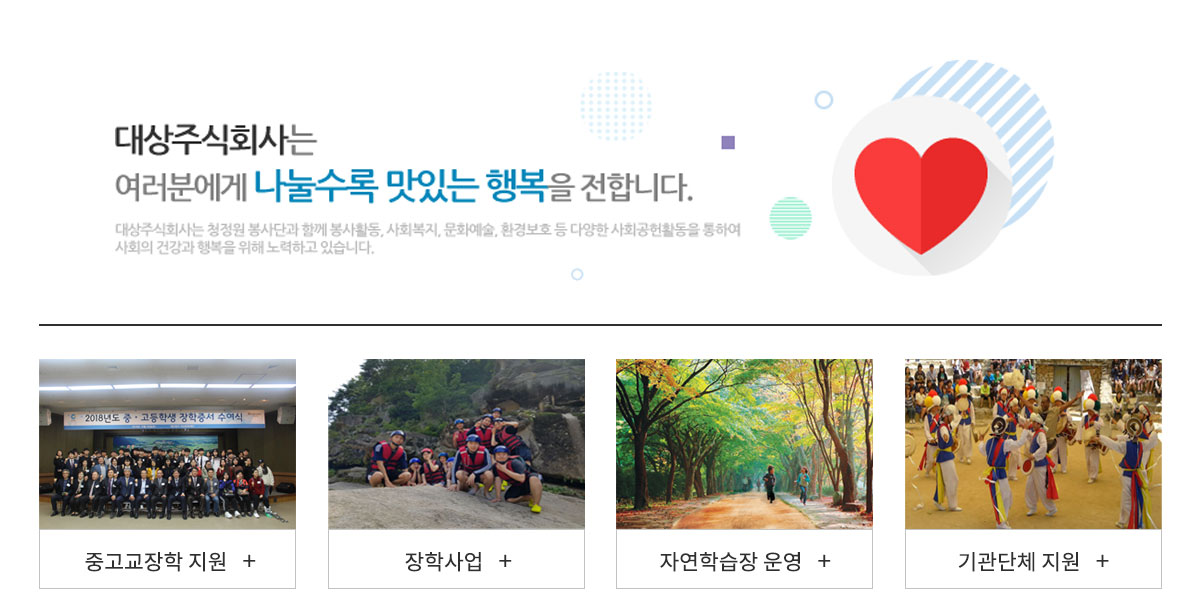 대상주식회사는
여러분에게 나눌수록 맛있는 행복을 전합니다.
대상주식회사는 청정원 봉사단과 함께 봉사활동, 사회복지, 문화예술, 환경보호 등 다양한 사회공헌활동을 통하여
사회의 건강과 행복을 위해 노력하고 있습니다.
2018년도 중·고등학생 장학증서 수여식
중고교장학 지원 +
장학사업 +
자연학습장 운영 +
기관단체 지원 +